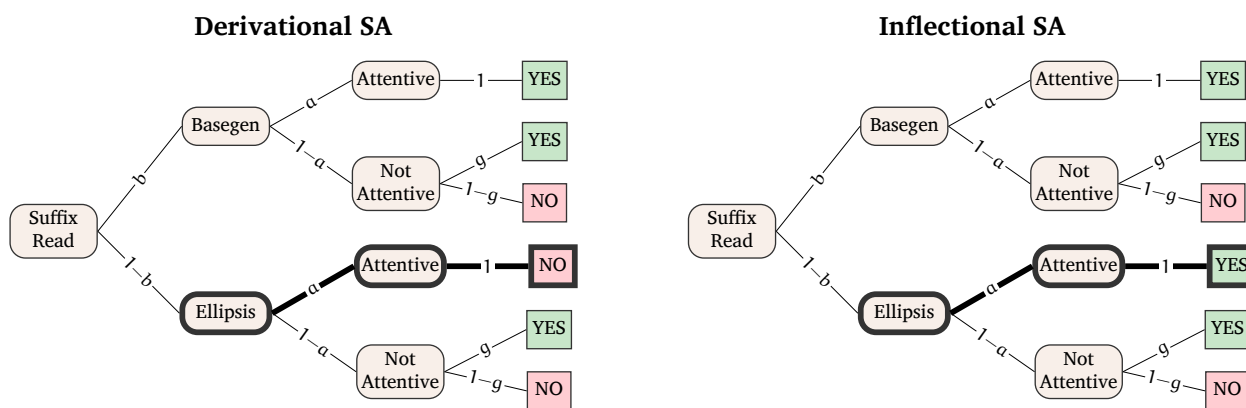 Derivational SA
Suffix
Read
b
1–b
Basegen
a
1–a
Attentive
1
YES
Not
Attentive
g
YES
1–g
NO
Ellipsis
a
1–a
Attentive
1
NO
Not
Attentive
g
YES
1–g
NO
Inflectional SA
Suffix
Read
b
1–b
Basegen
a
1–a
Attentive
1
YES
Not
Attentive
g
YES
1–g
NO
Ellipsis
a
1–a
Attentive
1
YES
Not
Attentive
g
YES
1–g
NO